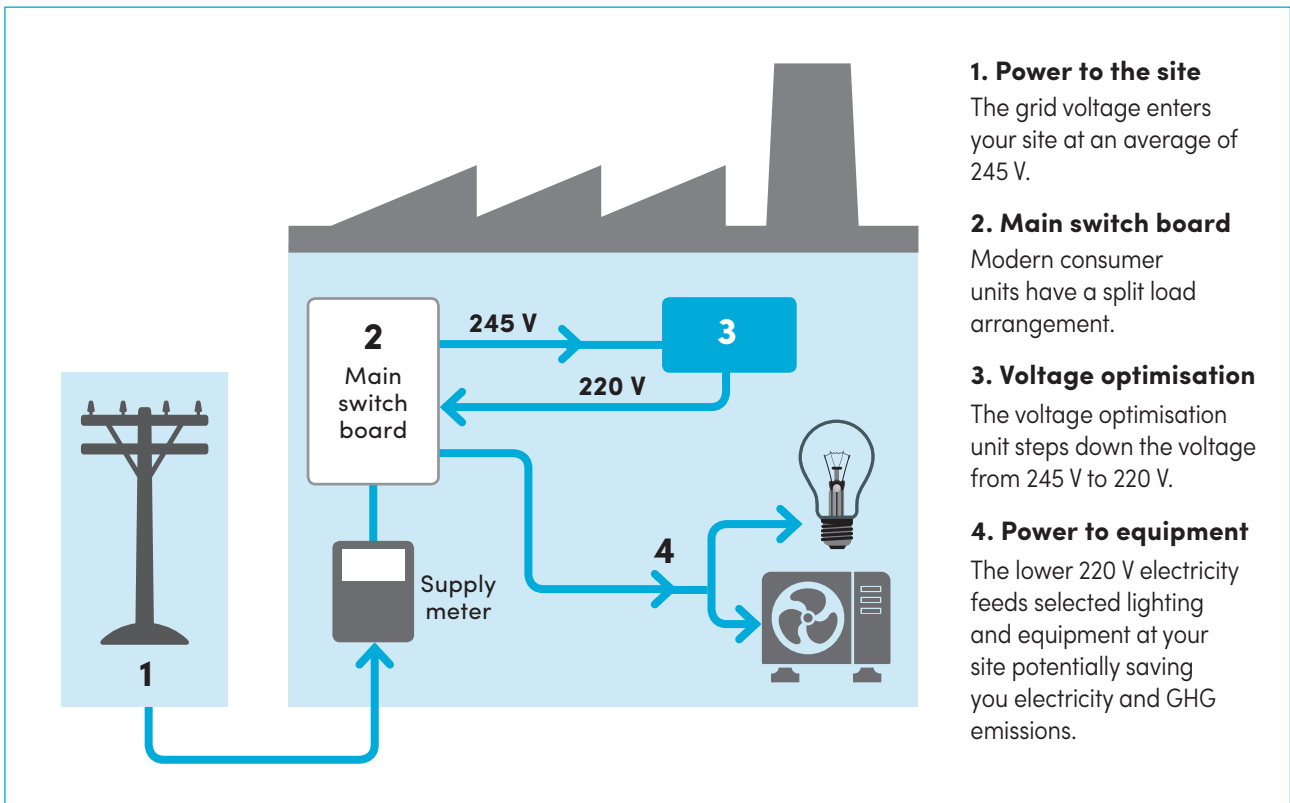 1
2
Main
switch
board
245 V
220 V
3
Supply
meter
4
1. Power to the site
The grid voltage enters
your site at an average of
245 V.
2. Main switch board
Modern consumer
units have a split load
arrangement.
3. Voltage optimisation
The voltage optimisation
unit steps down the voltage
from 245 V to 220 V.
4. Power to equipment
The lower 220 V electricity
feeds selected lighting
and equipment at your
site potentially saving
you electricity and GHG
emissions.